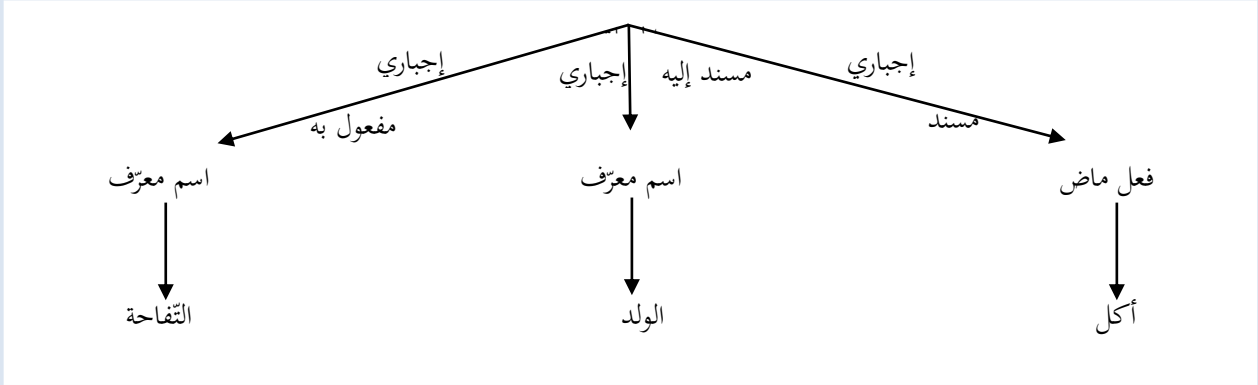 إجباري
مسند
فعل ماض
أكل
إجباري
مسند إليه
اسم معرّف
الولد
إجباري
مفعول به
اسم معرّف
التّفاحة